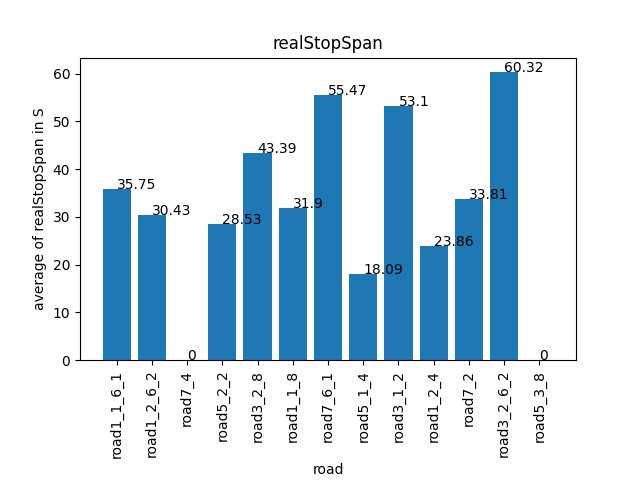 realStopSpan
average of realStopSpan in S
60
50
40
30
20
10
0
35.75
30.43
0
28.53
43.39
31.9
55.47
18.09
53.1
23.86
33.81
60.32
0
road1_1_6_1
road1_2_6_2
road7_4
road5_2_2
road3_2_8
road1_1_8
road7_6_1
road5_1_4
road3_1_2
road1_2_4
road7_2
road3_2_6_2
road5_3_8
road